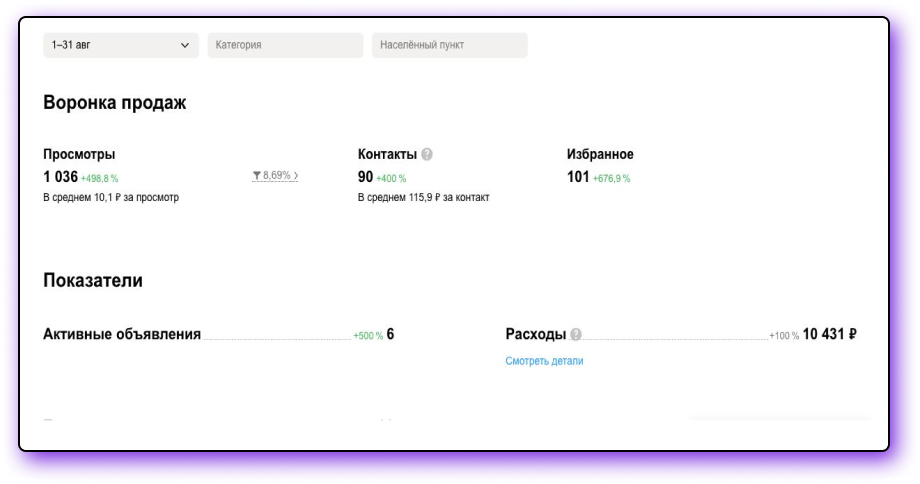 1–31 авг
Категория
Населённый пункт
Воронка продаж
Просмотры
1 036 +498,8 %
В среднем 10,1 ₽ за просмотр
8,69% >
Контакты ?
90 +400 %
В среднем 115,9 ₽ за контакт
Избранное
101 +676,9 %
Показатели
Активные объявления +500 % 6
Расходы ? +100 % 10 431 ₽
Смотреть детали